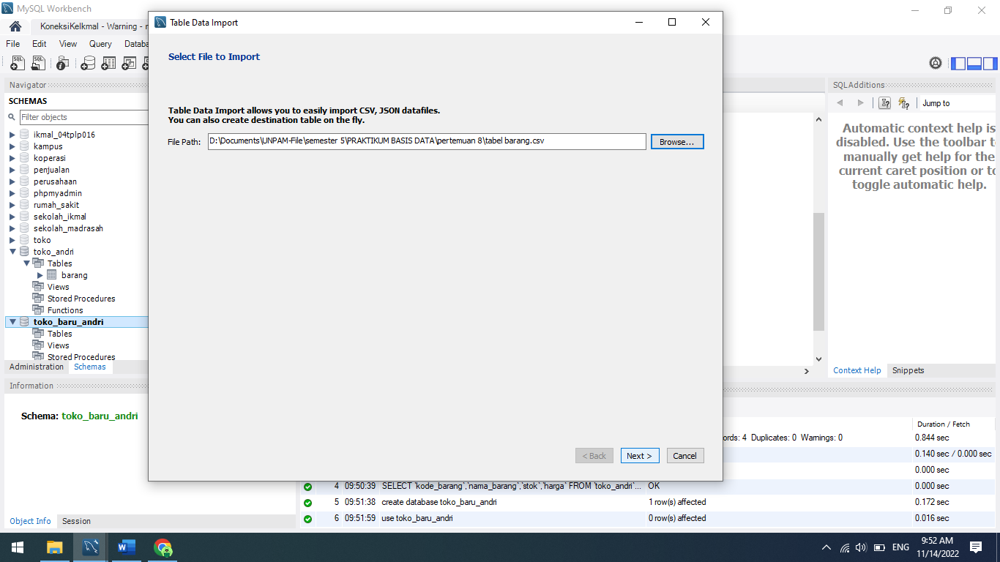 MySQL Workbench
KoneksiKelkmal - Warning - n
File Edit View Query Databa
Navigator
SCHEMAS
Filter objects
ikmal_04tplp016
kampus
koperasi
penjualan
perusahaan
phpmyadmin
rumah_sakit
sekolah_ikmal
sekolah_madrasah
toko
toko_andri
Tables
barang
Views
Stored Procedures
Functions
toko_baru_andri
Tables
Views
Stored Procedures
Administration Schemas
Information
Schema: toko_baru_andri
Object Info Session
Table Data Import
Select File to Import
Table Data Import allows you to easily import CSV, JSON datafiles.
You can also create destination table on the fly.
File Path: D:\Documents\UNPAM-File\semester 5\PRAKTIKUM BASIS DATA\pertemuan 8\tabel barang.csv Browse...
< Back Next > Cancel
SQLAdditions
Jump to
Automatic context help is
disabled. Use the toolbar t
manually get help for the
current caret position or to
toggle automatic help.
Context Help Snippets
Duration / Fetch
ords: 4 Duplicates: 0 Warnings: 0 0.844 sec
0.140 sec / 0.000 sec
0.000 sec
4 09:50:39 SELECT `kode_barang`,`nama_barang`,`stok`,`harga` FROM `toko_andri`... OK 0.000 sec
5 09:51:38 create database toko_baru_andri 1 row(s) affected 0.172 sec
6 09:51:59 use toko_baru_andri 0 row(s) affected 0.016 sec
ENG
9:52 AM
11/14/2022